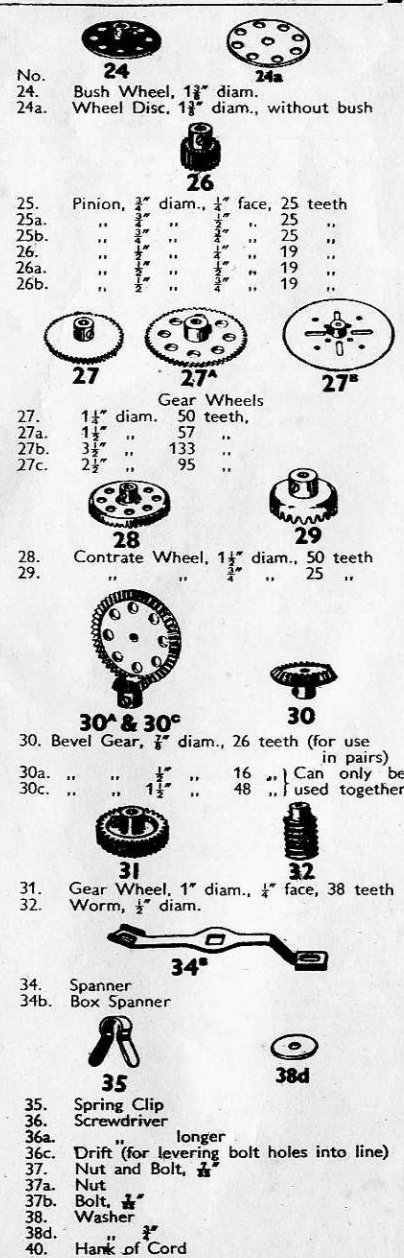 24 24a
No.
24. Bush Wheel, 1⅜″ diam.
24a. Wheel Disc, 1⅜″ diam., without bush
26
25. Pinion, ¾″ diam., ¼″ face, 25 teeth
25a. ,, ¾″ ,, ½″ ,, 25 ,,
25b. ,, ¾″ ,, ¾″ ,, 25 ,,
26. ,, ½″ ,, ¼″ ,, 19 ,,
26a. ,, ½″ ,, ½″ ,, 19 ,,
26b. ,, ½″ ,, ¾″ ,, 19 ,,
27 27A 27B
Gear Wheels
27. 1¼″ diam. 50 teeth,
27a. 1½″ ,, 57 ,,
27b. 3½″ ,, 133 ,,
27c. 2½″ ,, 95 ,,
28 29
28. Contrate Wheel, 1½″ diam., 50 teeth
29. ,, ,, ¾″ ,, 25 ,,
30A & 30C 30
30. Bevel Gear, ⅞″ diam., 26 teeth (for use
in pairs)
30a. ,, ,, ½″ ,, 16 ,, } Can only be
30c. ,, ,, 1½″ ,, 48 ,, } used together
31 32
31. Gear Wheel, 1″ diam., ¼″ face, 38 teeth
32. Worm, ½″ diam.
34B
34. Spanner
34b. Box Spanner
35 38d
35. Spring Clip
36. Screwdriver
36a. ,, longer
36c. Drift (for levering bolt holes into line)
37. Nut and Bolt, 7/32″
37a. Nut
37b. Bolt, 7/32″
38. Washer
38d. ,, ¾″
40. Hank of Cord